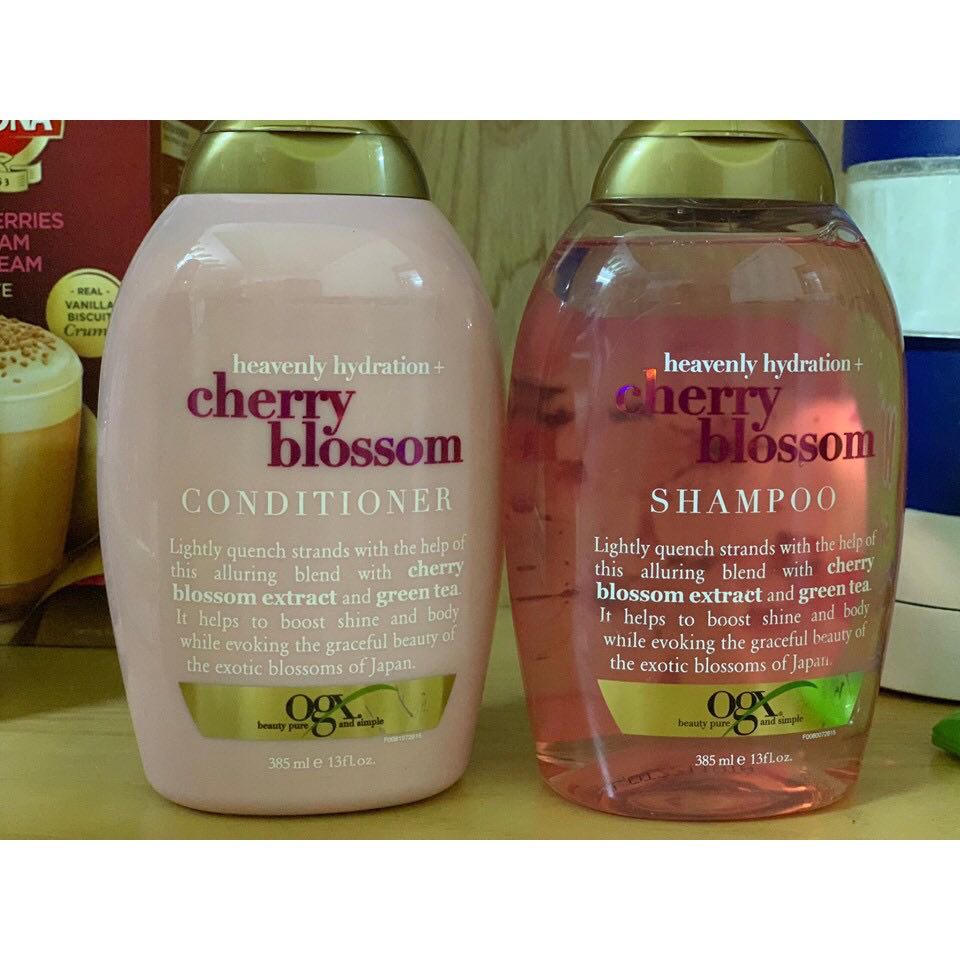 ERRIES
AM
EAM
- REAL -
VANILLA
BISCUIT
heavenly hydration+
cherry
blossom
CONDITIONER
Lightly quench strands with the help of
this alluring blend with cherry
blossom extract and green tea.
It helps to boost shine and body
while evoking the graceful beauty of
the exotic blossoms of Japan.
ogx
beauty pure and simple
385 ml e 13fl.oz.
heavenly hydration+
cherry
blossom
SHAMPOO
Lightly quench strands with the help of
this alluring blend with cherry
blossom extract and green tea.
It helps to boost shine and body
while evoking the graceful beauty of
the exotic blossoms of Japan.
ogx
beauty pure and simple
385 ml e 13fl.oz.